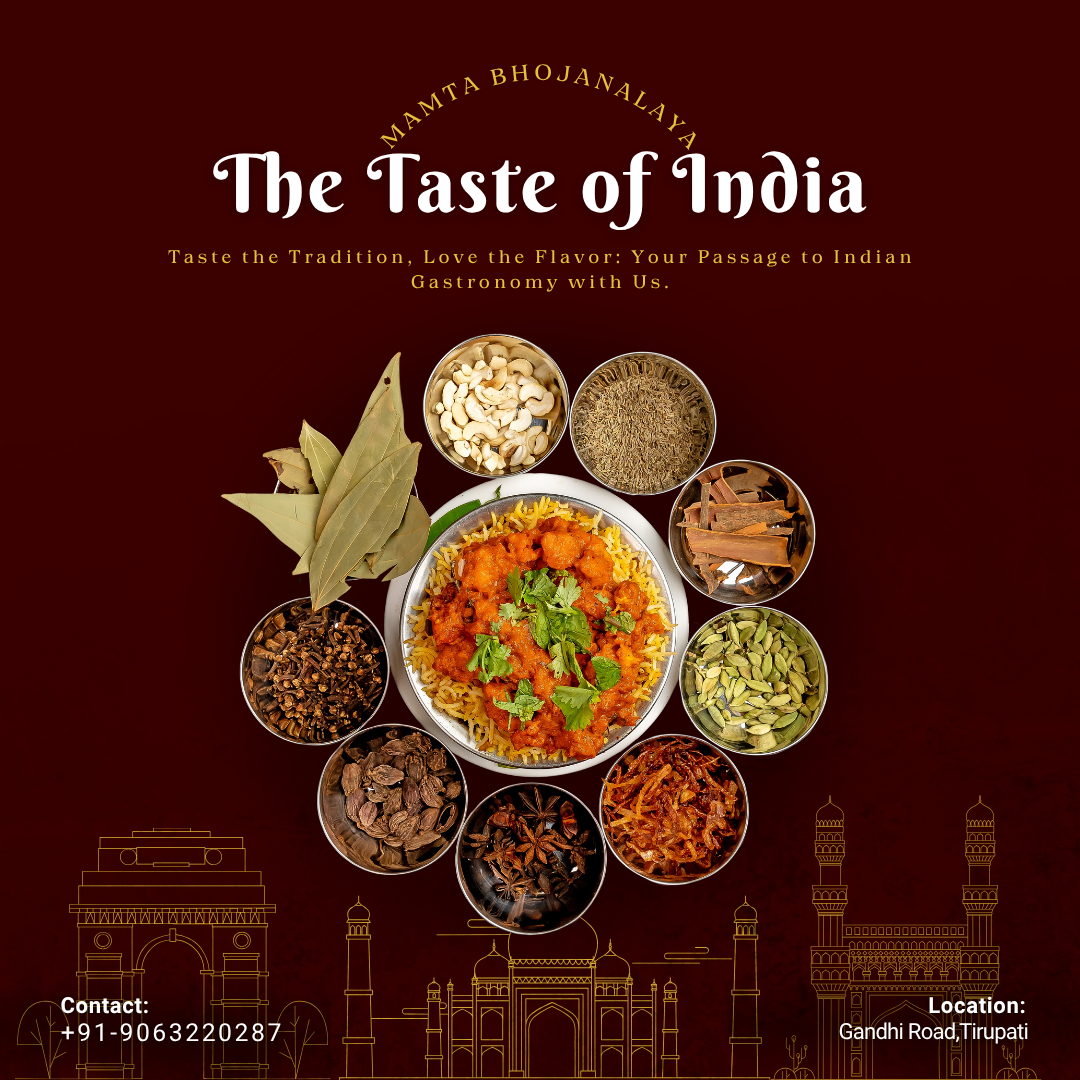 MAMTA BHOJANALAYA
The Taste of India
Taste the Tradition, Love the Flavor: Your Passage to Indian
Gastronomy with Us.
Contact:
+91-9063220287
Location:
Gandhi Road,Tirupati